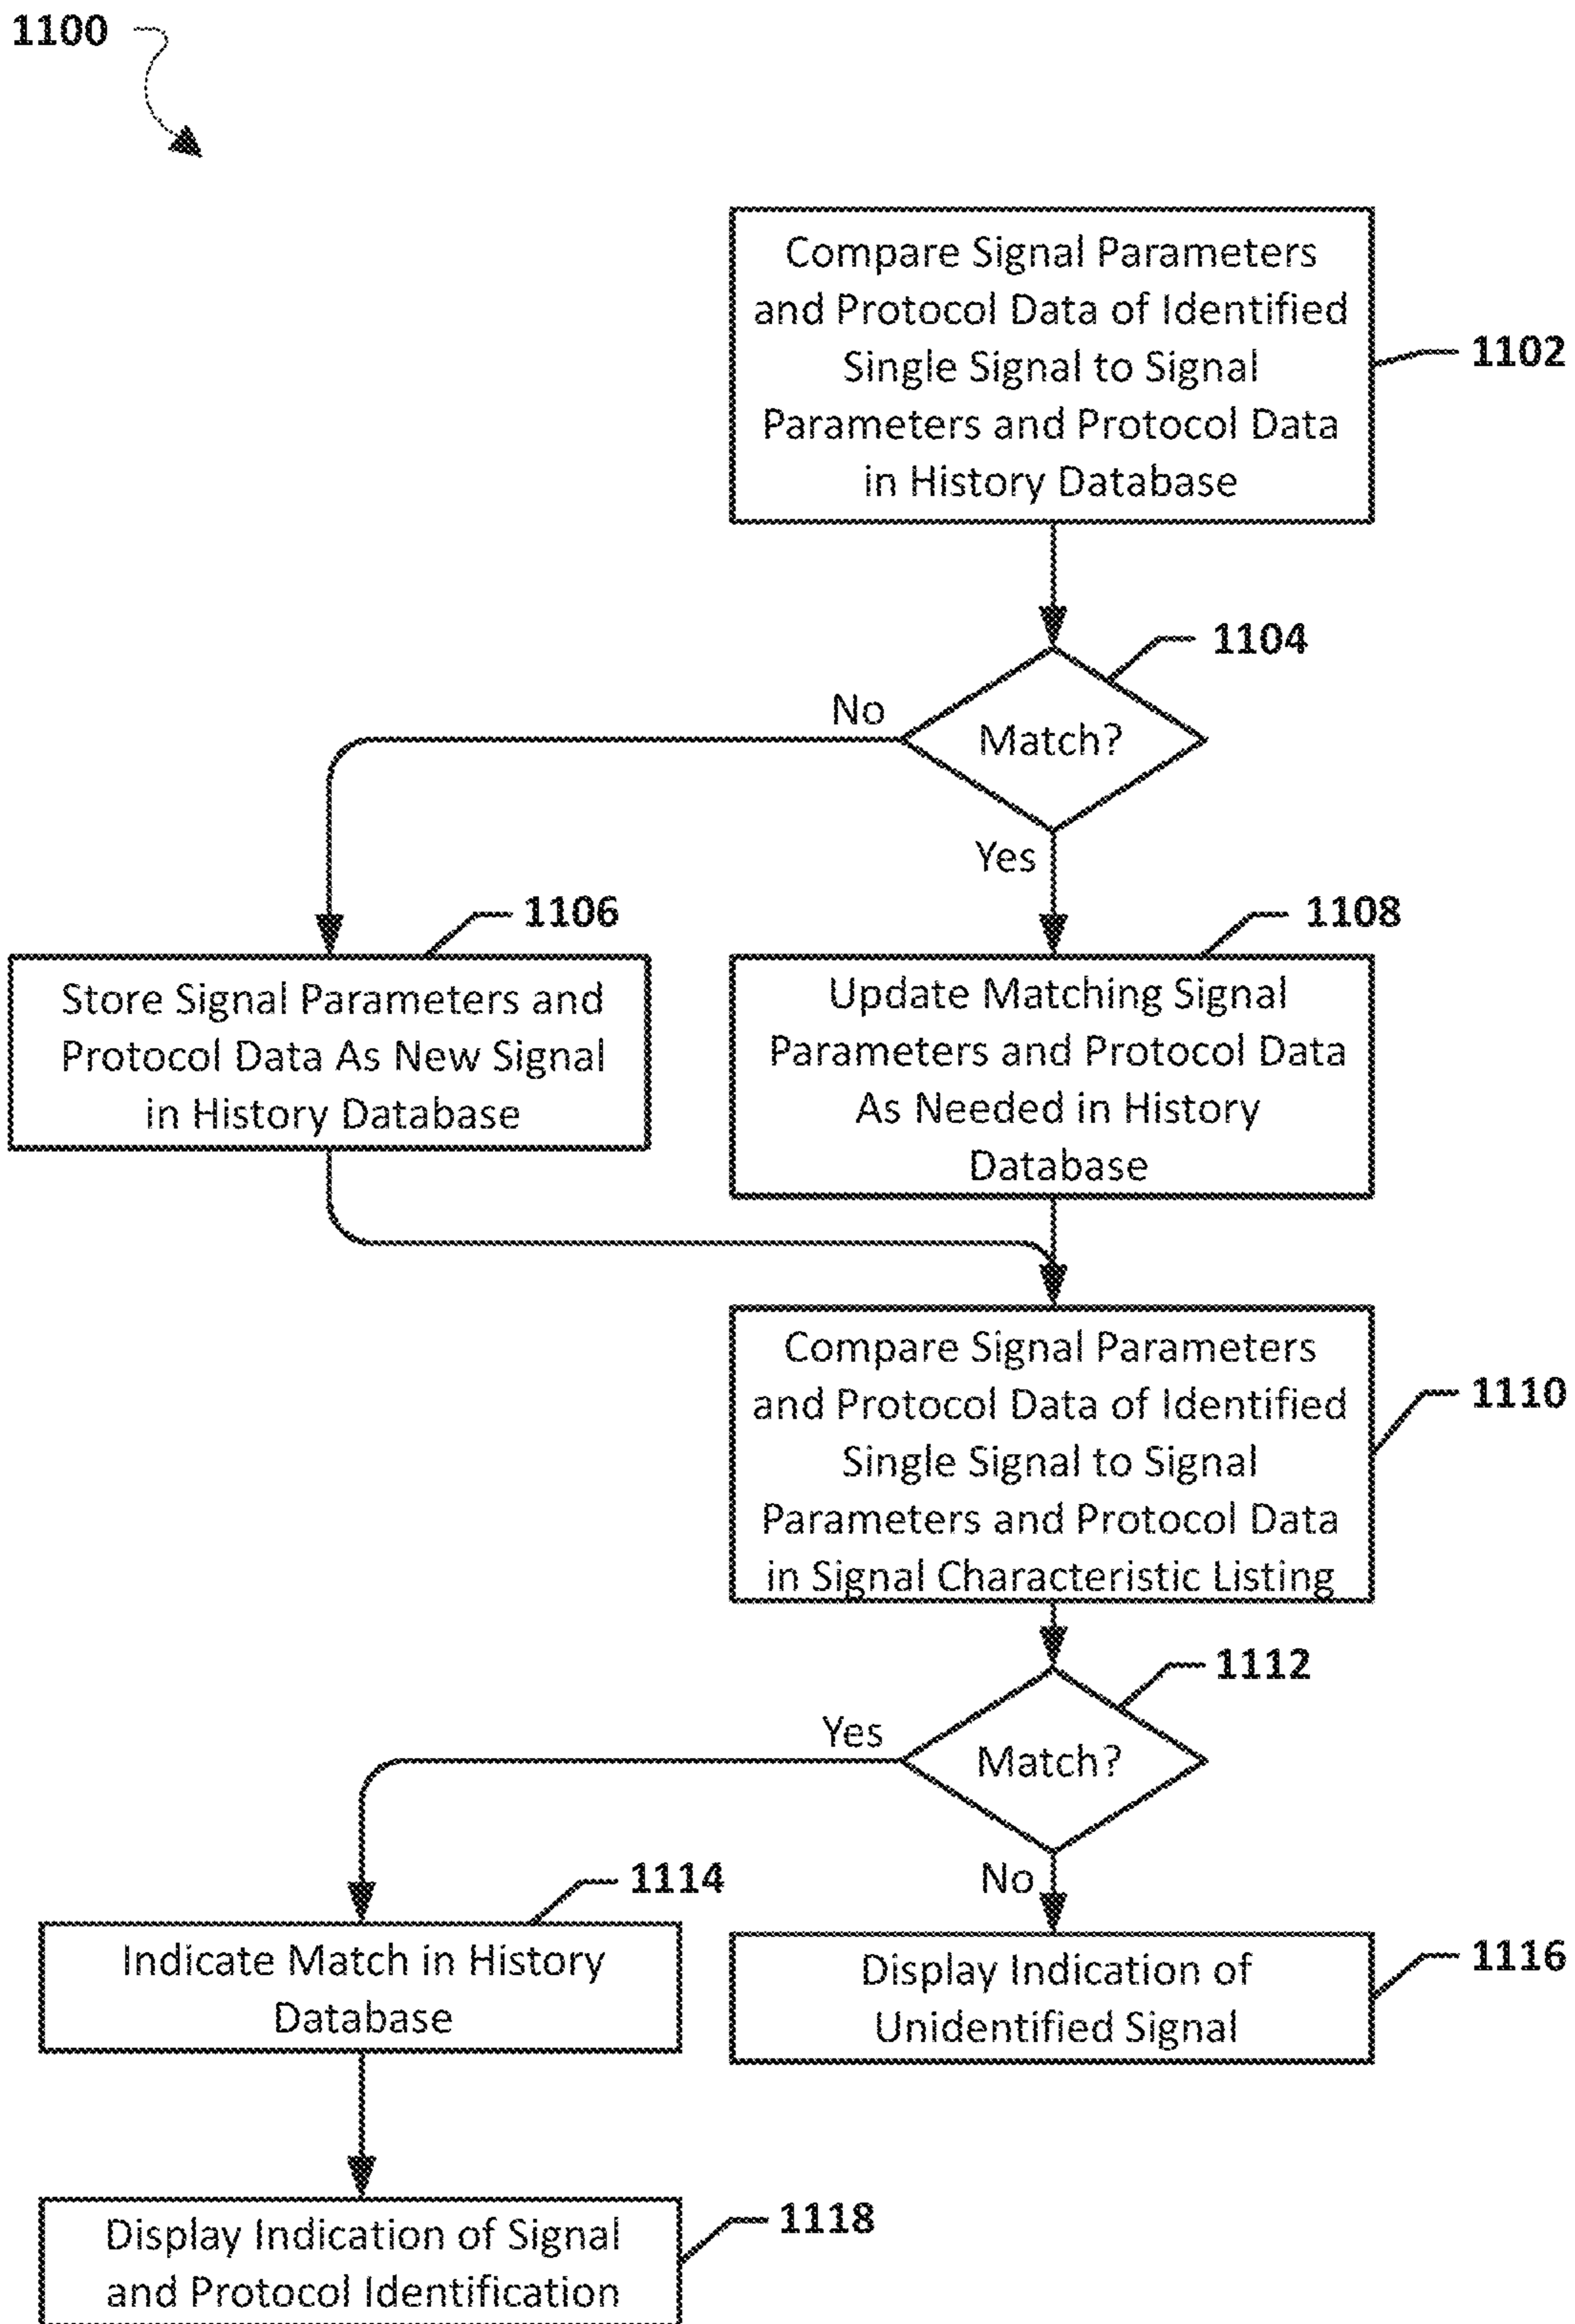 1100
Compare Signal Parameters
and Protocol Data of Identified
Single Signal to Signal
Parameters and Protocol Data
in History Database
1102
1104
No
Match?
Yes
1106
1108
Store Signal Parameters and
Protocol Data As New Signal
in History Database
Update Matching Signal
Parameters and Protocol Data
As Needed in History
Database
Compare Signal Parameters
and Protocol Data of Identified
Single Signal to Signal
Parameters and Protocol Data
in Signal Characteristic Listing
1110
1112
Yes
Match?
No
1114
Indicate Match in History
Database
Display Indication of
Unidentified Signal
1116
Display Indication of Signal
and Protocol Identification
1118